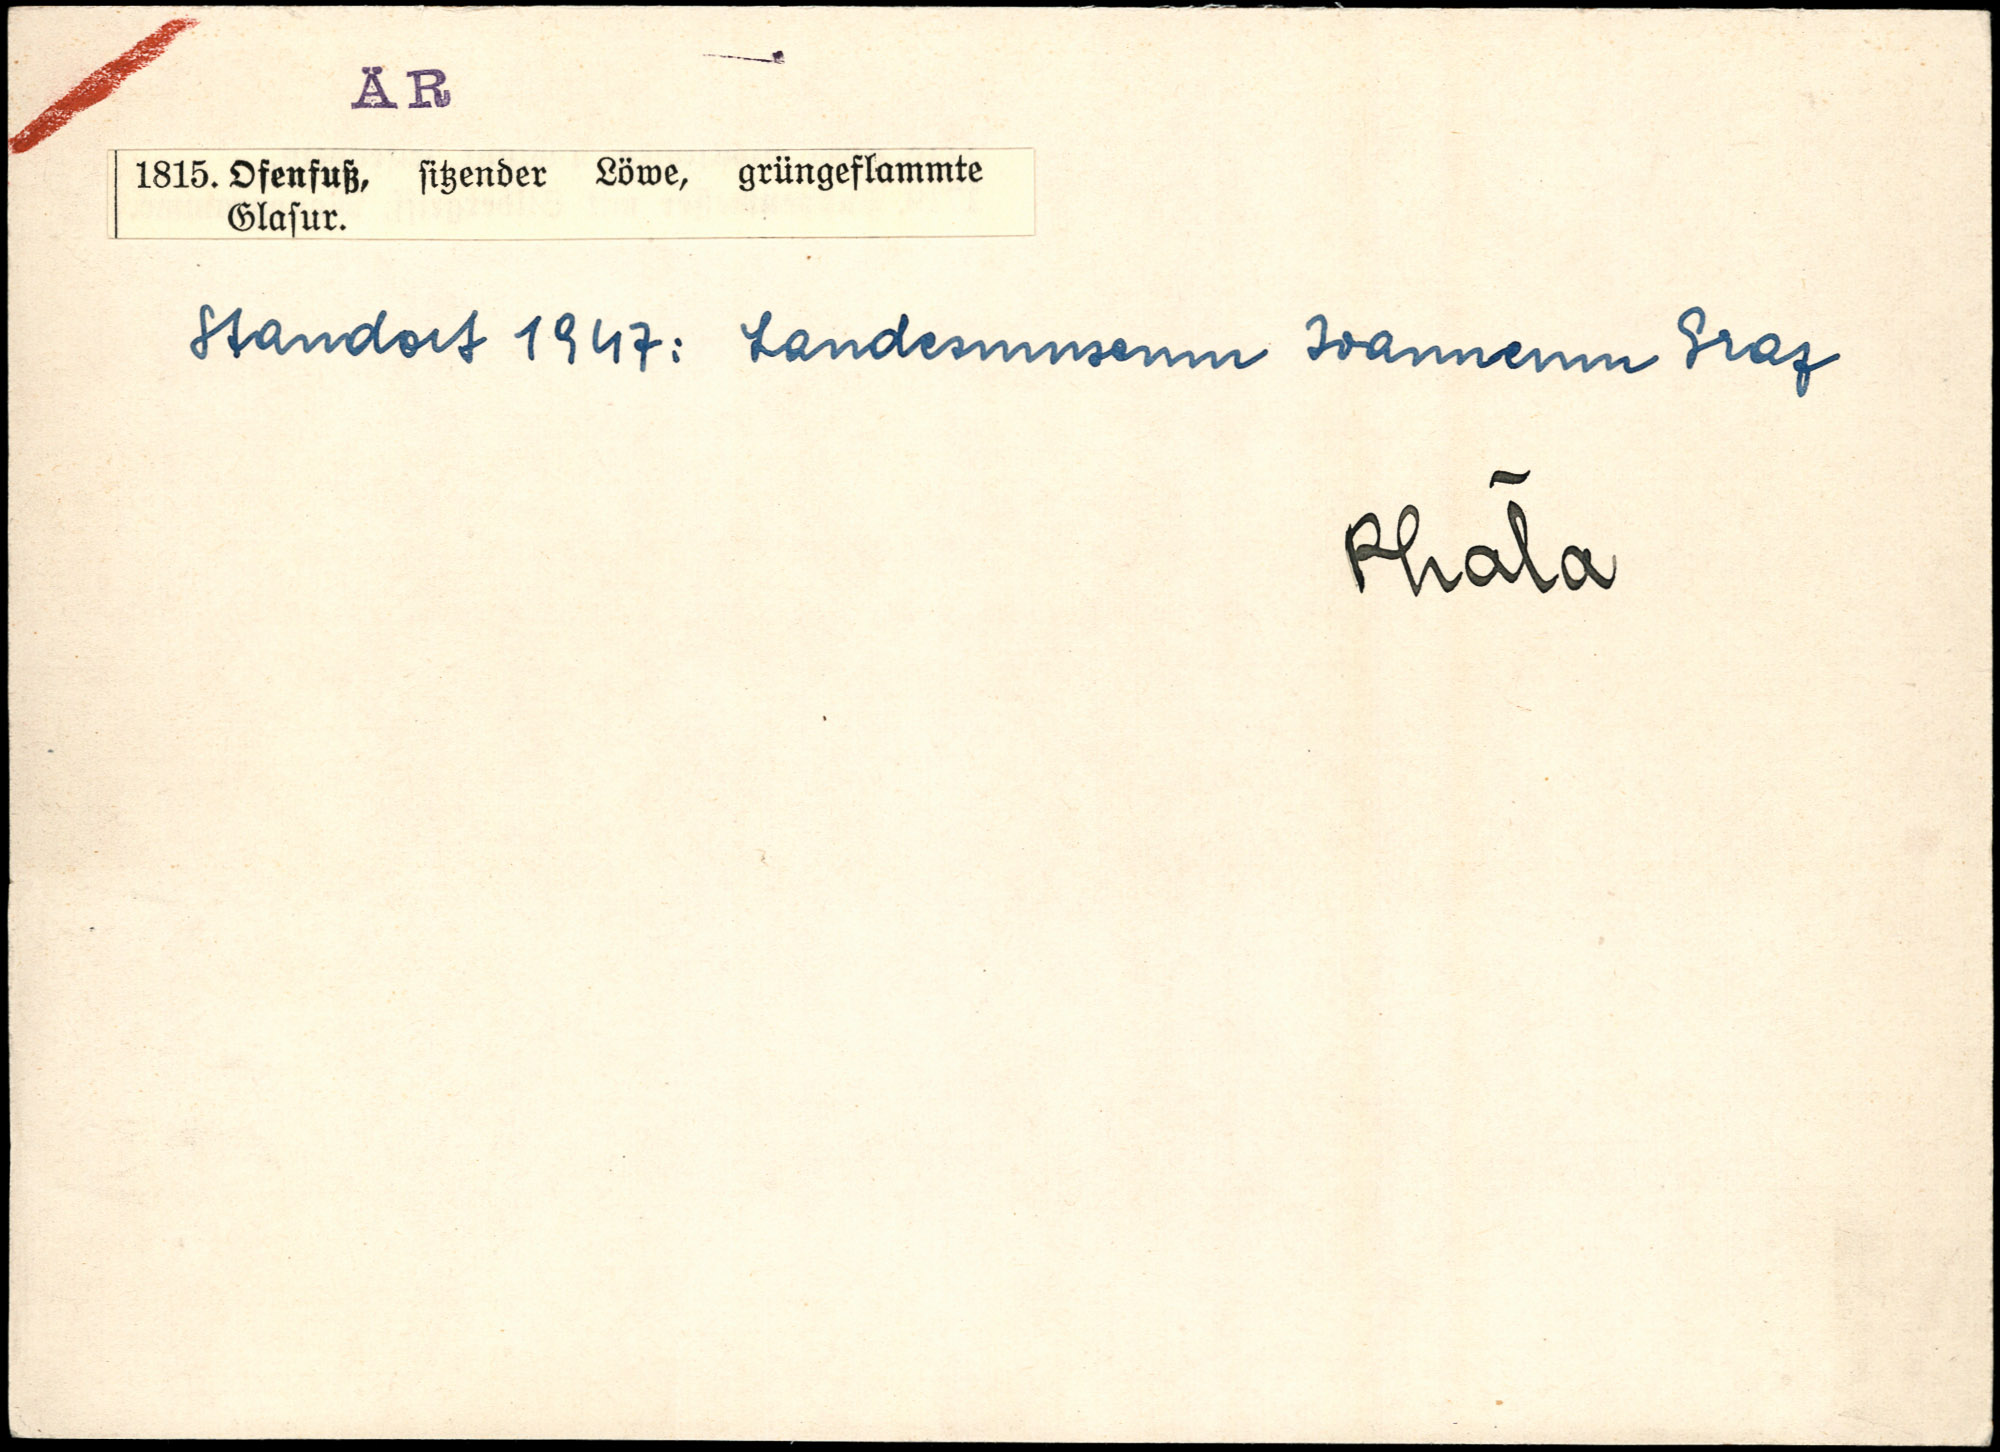 ÄR
1815. Ofenfuß, sitzender Löwe, grüngeflammte
Glasur.
Standort 1947: Landesmuseum Joanneum Graz
Rhāla